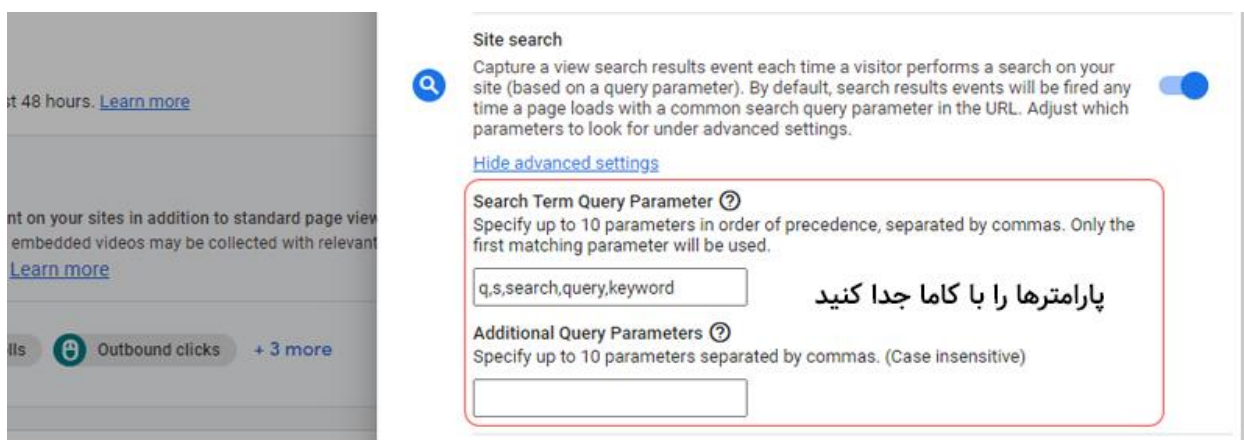 st 48 hours. Learn more
nt on your sites in addition to standard page view
embedded videos may be collected with relevant
Learn more
lls
Outbound clicks
+ 3 more
Site search
Capture a view search results event each time a visitor performs a search on your
site (based on a query parameter). By default, search results events will be fired any
time a page loads with a common search query parameter in the URL. Adjust which
parameters to look for under advanced settings.
Hide advanced settings
Search Term Query Parameter
Specify up to 10 parameters in order of precedence, separated by commas. Only the
first matching parameter will be used.
q,s,search,query,keyword
پارامترها را با کاما جدا کنید
Additional Query Parameters
Specify up to 10 parameters separated by commas. (Case insensitive)